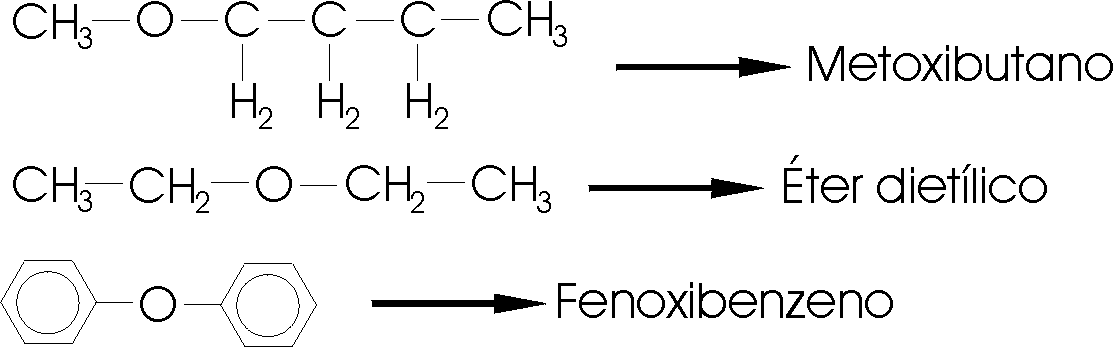 CH3—O—C—C—C—CH3
H2 H2 H2
Metoxibutano
CH3—CH2—O—CH2—CH3
Éter dietílico
O
Fenoxibenzeno